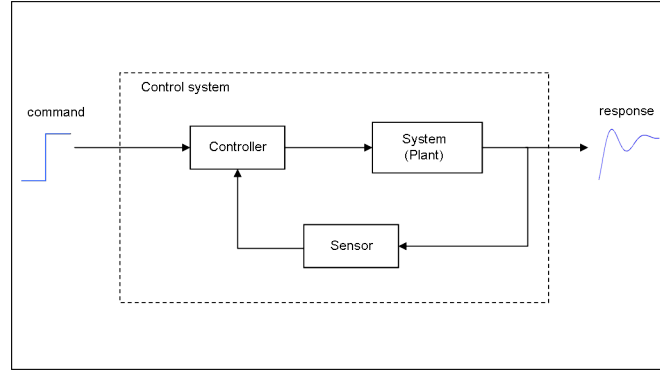 Control system
command
response
Controller
System
(Plant)
Sensor